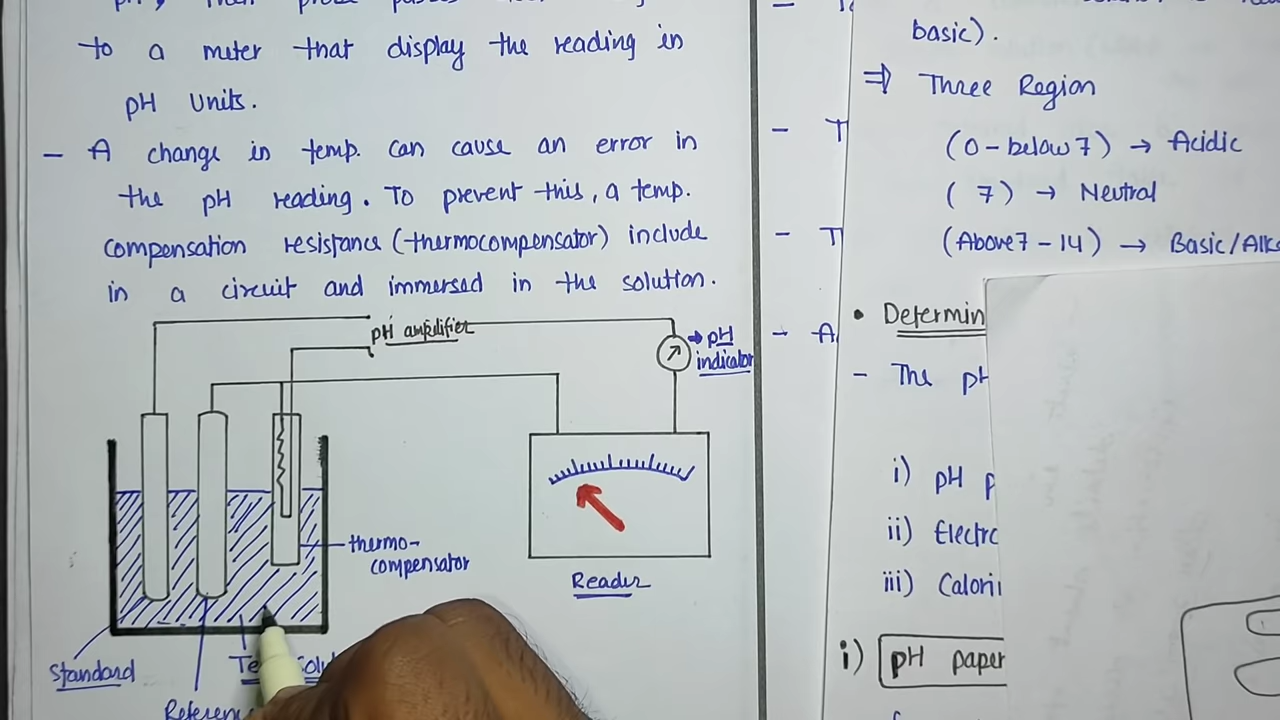 to a meter that display the reading in
pH Units.
- A change in temp. can cause an error in
the pH reading. To prevent this, a temp.
compensation resistance (thermocompensator) include
in a circuit and immersed in the solution.
pH amplifier
→ pH
indicator
thermo-
compensator
Reader
Standard
basic).
⇒ Three Region
(0 - below 7) → Acidic
(7) → Neutral
(Above 7 - 14) → Basic/Alk
• Determin
- The pH
i) pH p
ii) Electro
iii) Calori
i) pH paper